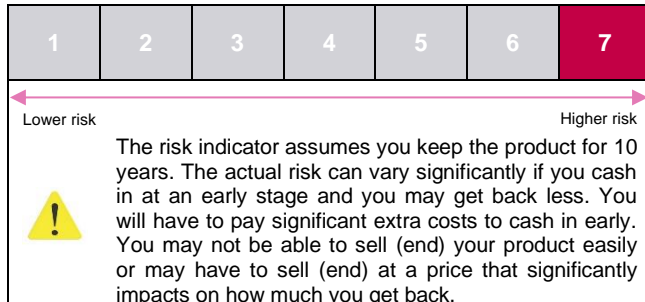 1 2 3 4 5 6 7
Lower risk Higher risk
The risk indicator assumes you keep the product for 10
years. The actual risk can vary significantly if you cash
in at an early stage and you may get back less. You
will have to pay significant extra costs to cash in early.
You may not be able to sell (end) your product easily
or may have to sell (end) at a price that significantly
impacts on how much you get back.